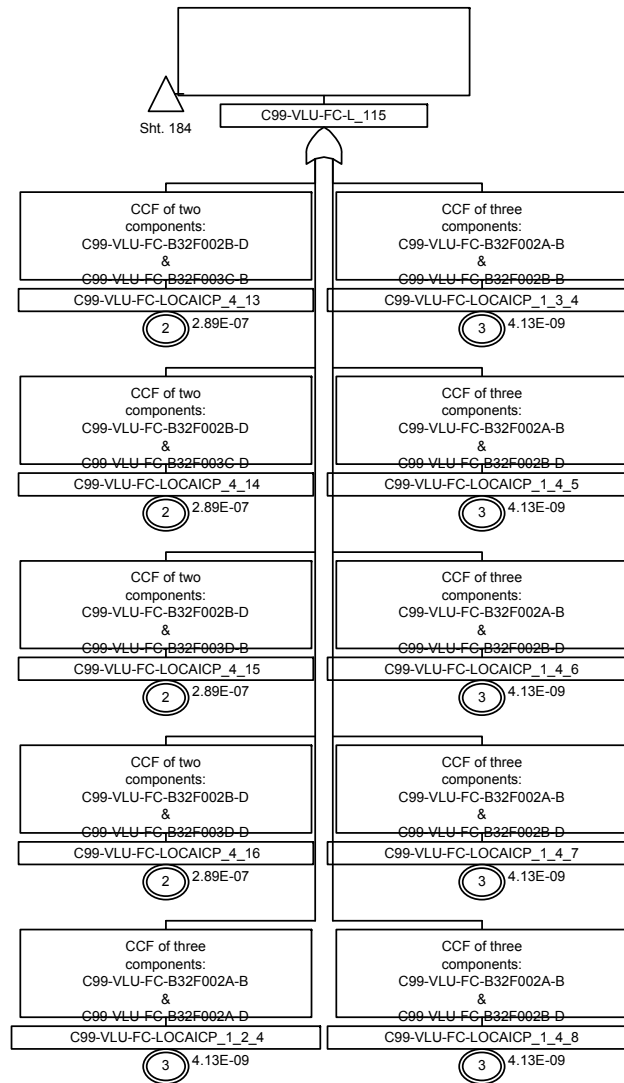 Sht. 184
C99-VLU-FC-L_115
CCF of two
components:
C99-VLU-FC-B32F002B-D
&
C99-VLU-FC-B32F003C-B
C99-VLU-FC-LOCAICP_4_13
2
2.89E-07
CCF of three
components:
C99-VLU-FC-B32F002A-B
&
C99-VLU-FC-B32F002B-B
C99-VLU-FC-LOCAICP_1_3_4
3
4.13E-09
CCF of two
components:
C99-VLU-FC-B32F002B-D
&
C99-VLU-FC-B32F003C-D
C99-VLU-FC-LOCAICP_4_14
2
2.89E-07
CCF of three
components:
C99-VLU-FC-B32F002A-B
&
C99-VLU-FC-B32F002B-D
C99-VLU-FC-LOCAICP_1_4_5
3
4.13E-09
CCF of two
components:
C99-VLU-FC-B32F002B-D
&
C99-VLU-FC-B32F003D-B
C99-VLU-FC-LOCAICP_4_15
2
2.89E-07
CCF of three
components:
C99-VLU-FC-B32F002A-B
&
C99-VLU-FC-B32F002B-D
C99-VLU-FC-LOCAICP_1_4_6
3
4.13E-09
CCF of two
components:
C99-VLU-FC-B32F002B-D
&
C99-VLU-FC-B32F003D-D
C99-VLU-FC-LOCAICP_4_16
2
2.89E-07
CCF of three
components:
C99-VLU-FC-B32F002A-B
&
C99-VLU-FC-B32F002B-D
C99-VLU-FC-LOCAICP_1_4_7
3
4.13E-09
CCF of three
components:
C99-VLU-FC-B32F002A-B
&
C99-VLU-FC-B32F002A-D
C99-VLU-FC-LOCAICP_1_2_4
3
4.13E-09
CCF of three
components:
C99-VLU-FC-B32F002A-B
&
C99-VLU-FC-B32F002B-D
C99-VLU-FC-LOCAICP_1_4_8
3
4.13E-09